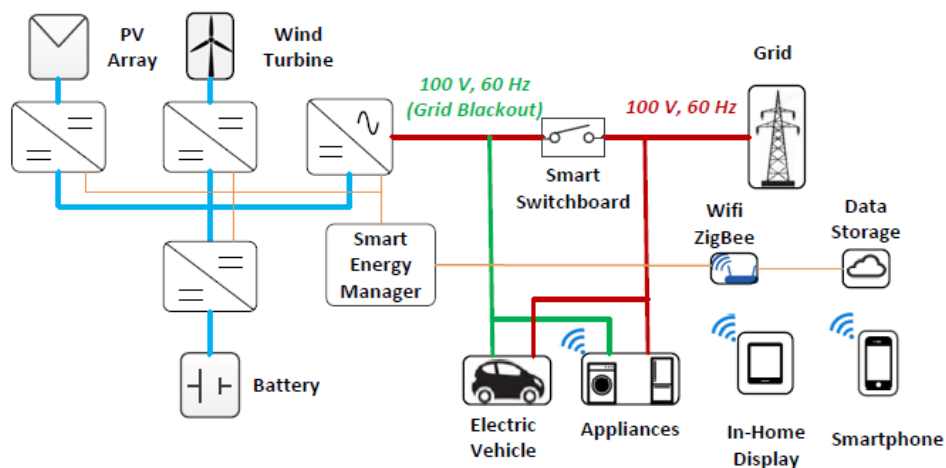 PV
Array
Wind
Turbine
100 V, 60 Hz
(Grid Blackout)
100 V, 60 Hz
Grid
Smart
Switchboard
Smart
Energy
Manager
Wifi
ZigBee
Data
Storage
Battery
Electric
Vehicle
Appliances
In-Home
Display
Smartphone